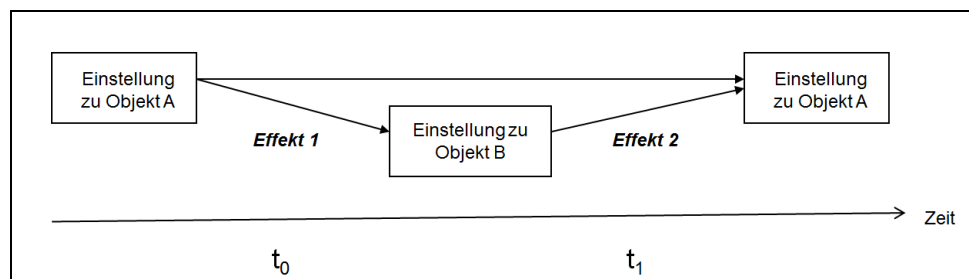 Einstellung
zu Objekt A
Einstellung
zu Objekt A
Effekt 1
Einstellung zu
Objekt B
Effekt 2
Zeit
t0
t1